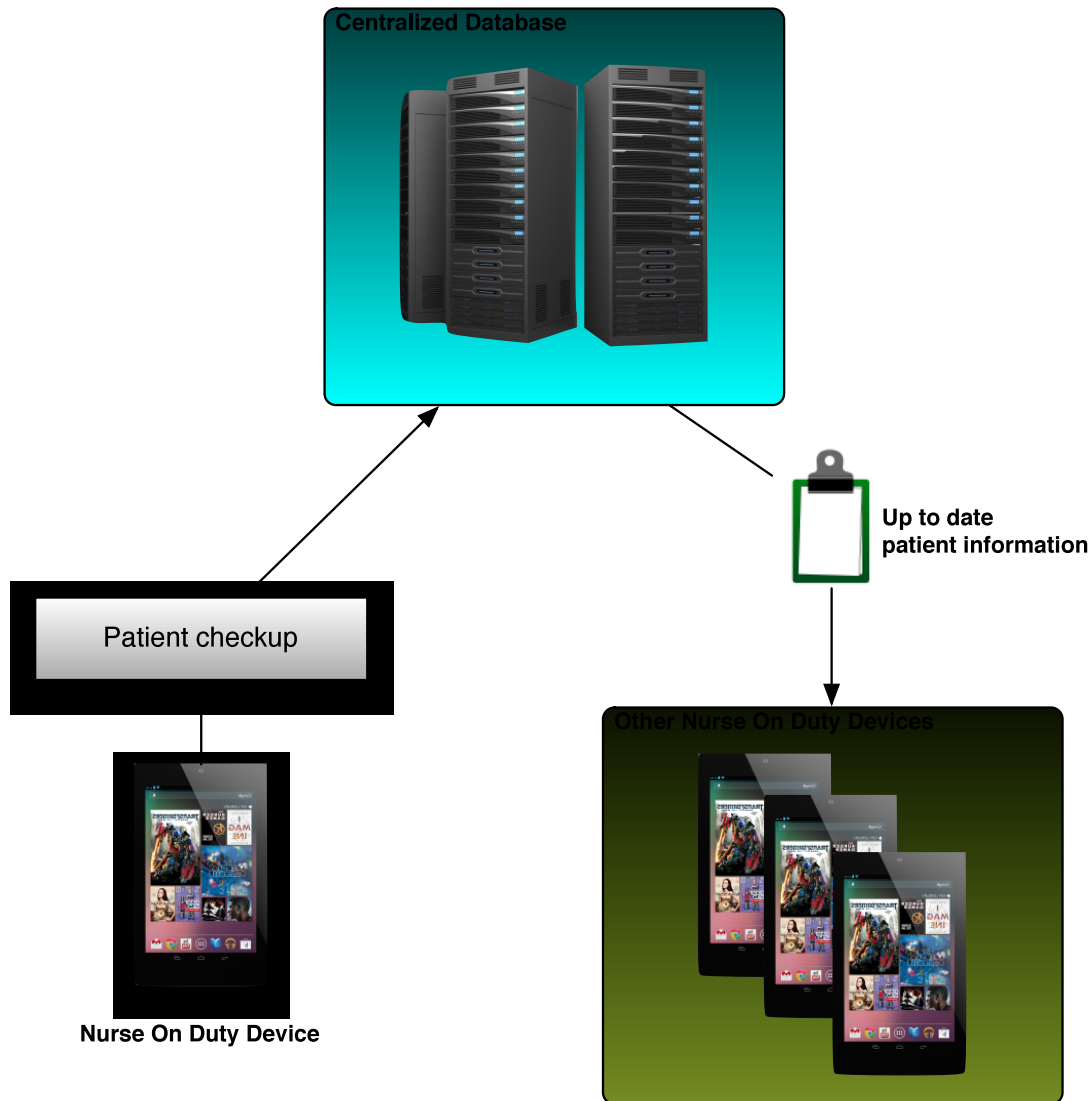 Centralized Database
Up to date
patient information
Patient checkup
Other Nurse On Duty Devices
Nurse On Duty Device